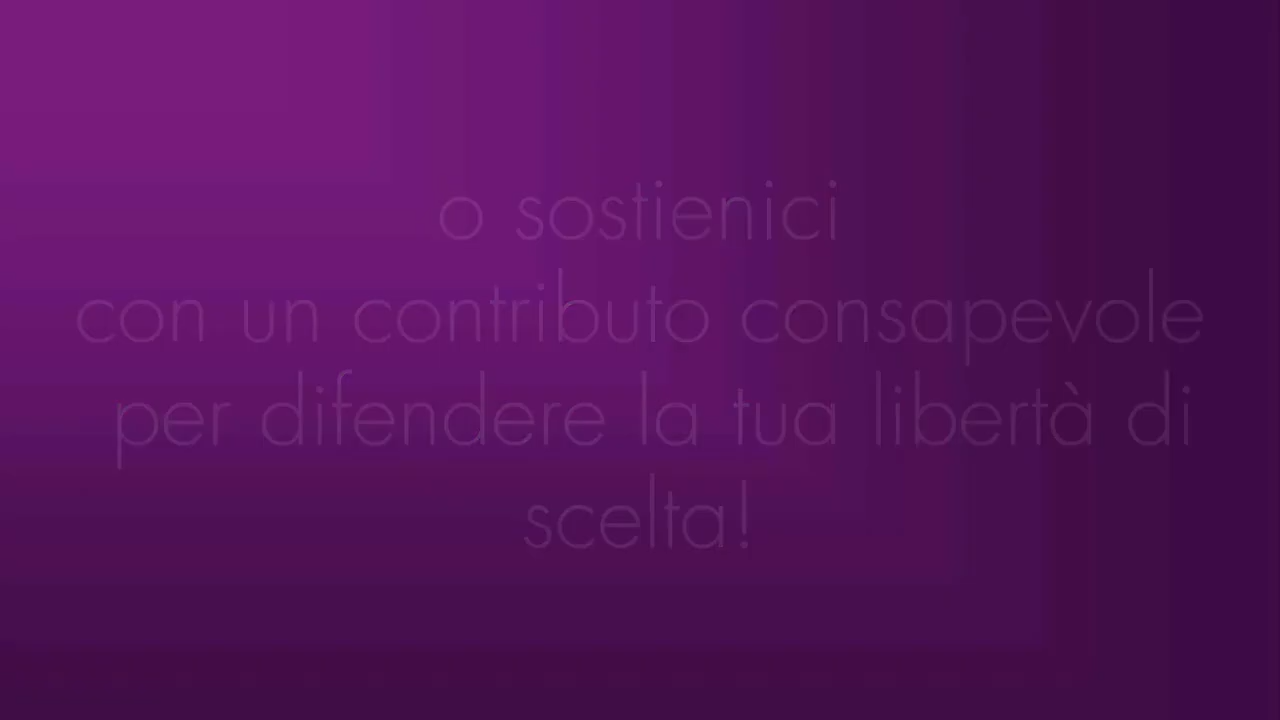 o sostienici
con un contributo consapevole
per difendere la tua libertà di
scelta!